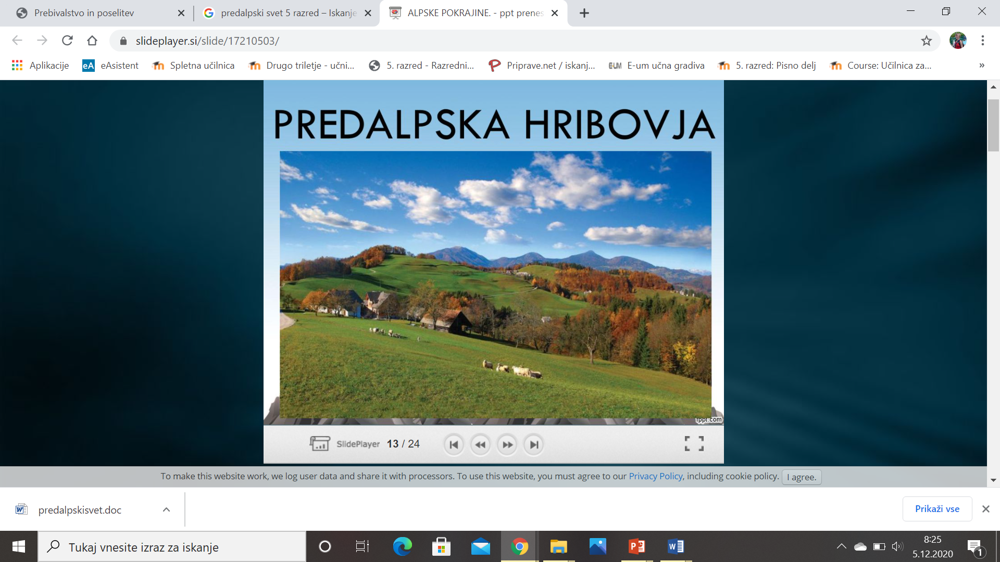 Prebivalstvo in poselitev
predalpski svet 5 razred – Iskanje
ALPSKE POKRAJINE. - ppt prenes
slideplayer.si/slide/17210503/
Aplikacije
eA eAsistent
Spletna učilnica
Drugo triletje - učni...
5. razred - Razredni...
Priprave.net / iskanj...
E-UM E-um učna gradiva
5. razred: Pisno delj
Course: Učilnica za...
»
PREDALPSKA HRIBOVJA
fppt.com
SlidePlayer 13 / 24
To make this website work, we log user data and share it with processors. To use this website, you must agree to our Privacy Policy, including cookie policy. I agree.
predalpskisvet.doc
Prikaži vse
Tukaj vnesite izraz za iskanje
8:25
5.12.2020
1